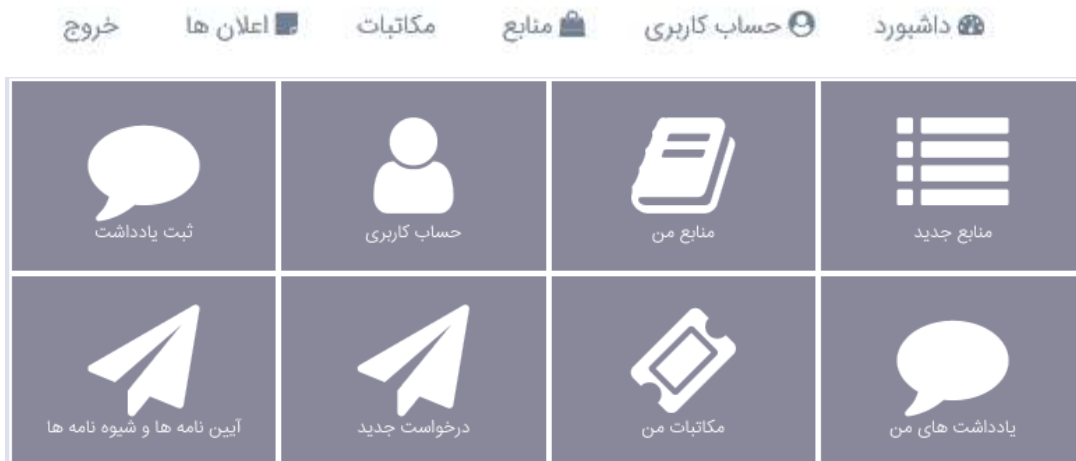 داشبورد حساب کاربری منابع مکاتبات اعلان ها خروج
منابع جدید منابع من حساب کاربری ثبت یادداشت
یادداشت های من مکاتبات من درخواست جدید آیین نامه ها و شیوه نامه ها